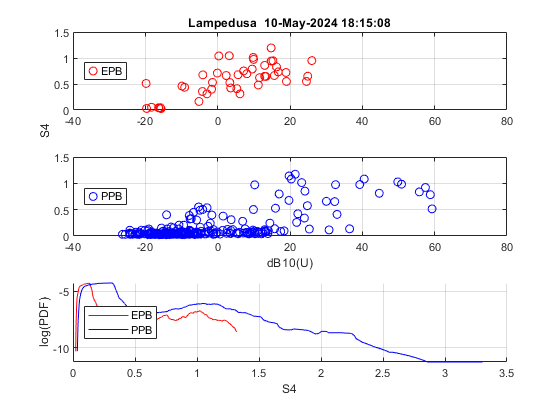 Lampedusa 10-May-2024 18:15:08
1.5
1
0.5
0
S4
EPB
-40 -20 0 20 40 60 80
1.5
1
0.5
0
PPB
-40 -20 0 20 40 60 80
dB10(U)
-5
-10
log(PDF)
EPB
PPB
0 0.5 1 1.5 2 2.5 3 3.5
S4